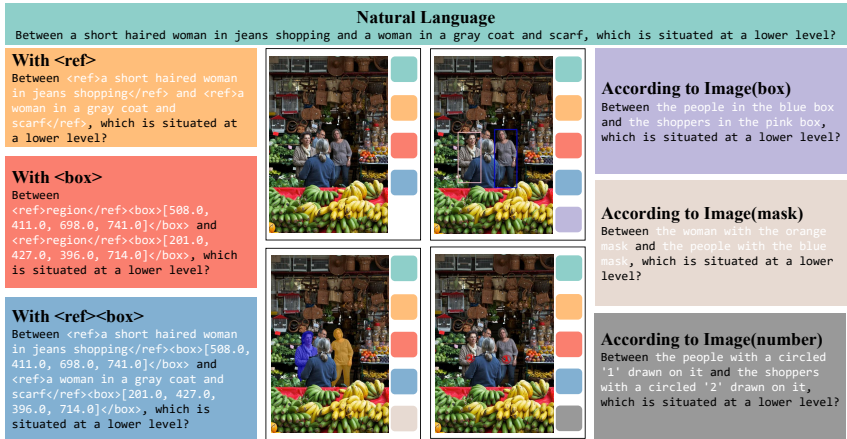 Natural Language
Between a short haired woman in jeans shopping and a woman in a gray coat and scarf, which is situated at a lower level?
With <ref>
Between <ref>a short haired woman
in jeans shopping</ref> and <ref>a
woman in a gray coat and
scarf</ref>, which is situated at
a lower level?
With <box>
Between
<ref>region</ref><box>[508.0,
411.0, 698.0, 741.0]</box> and
<ref>region</ref><box>[201.0,
427.0, 396.0, 714.0]</box>, which
is situated at a lower level?
With <ref><box>
Between <ref>a short haired woman
in jeans shopping</ref><box>[508.0,
411.0, 698.0, 741.0]</box> and
<ref>a woman in a gray coat and
scarf</ref><box>[201.0, 427.0,
396.0, 714.0]</box>, which is
situated at a lower level?
According to Image(box)
Between the people in the blue box
and the shoppers in the pink box,
which is situated at a lower level?
According to Image(mask)
Between the woman with the orange
mask and the people with the blue
mask, which is situated at a lower
level?
According to Image(number)
Between the people with a circled
'1' drawn on it and the shoppers
with a circled '2' drawn on it,
which is situated at a lower level?